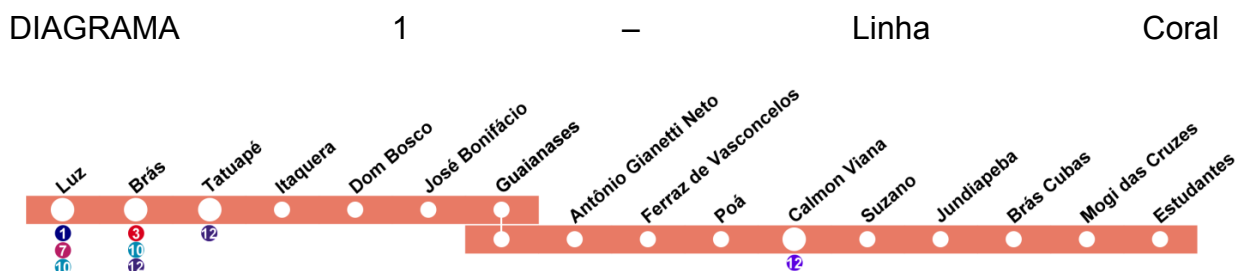 DIAGRAMA 1 – Linha Coral
Luz
Brás
Tatuapé
Itaquera
Dom Bosco
José Bonifácio
Guaianases
Antônio Gianetti Neto
Ferraz de Vasconcelos
Poá
Calmon Viana
Suzano
Jundiapeba
Brás Cubas
Mogi das Cruzes
Estudantes
1 3 12
7 10
10 12
12